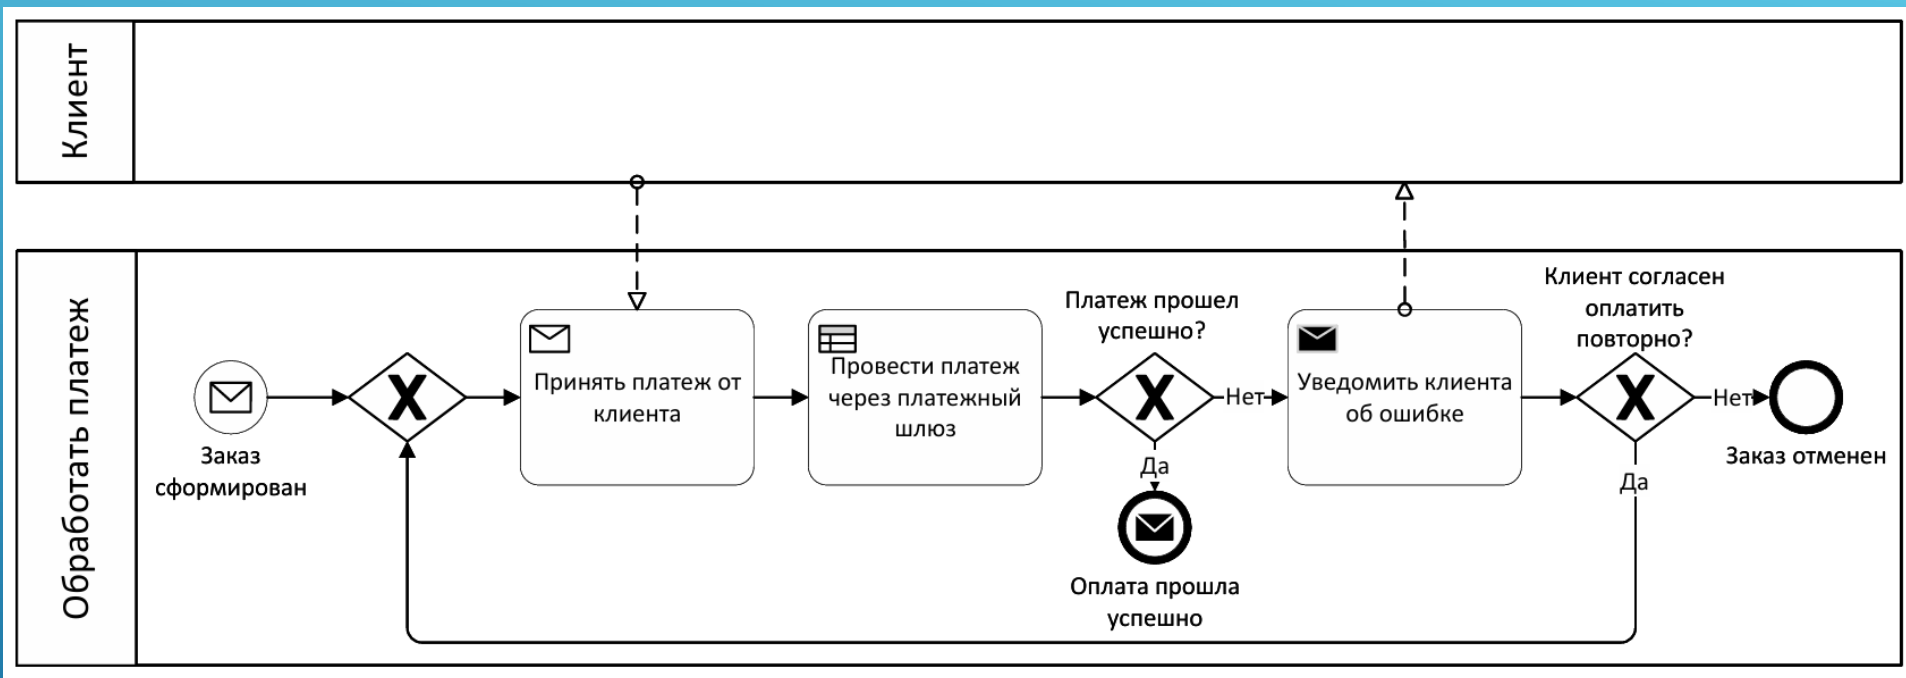 Клиент
Обработать платеж
Заказ
сформирован
X
Принять платеж от
клиента
Провести платеж
через платежный
шлюз
Платеж прошел
успешно?
X
Нет
Да
Оплата прошла
успешно
Уведомить клиента
об ошибке
Клиент согласен
оплатить
повторно?
X
Нет
Да
Заказ отменен